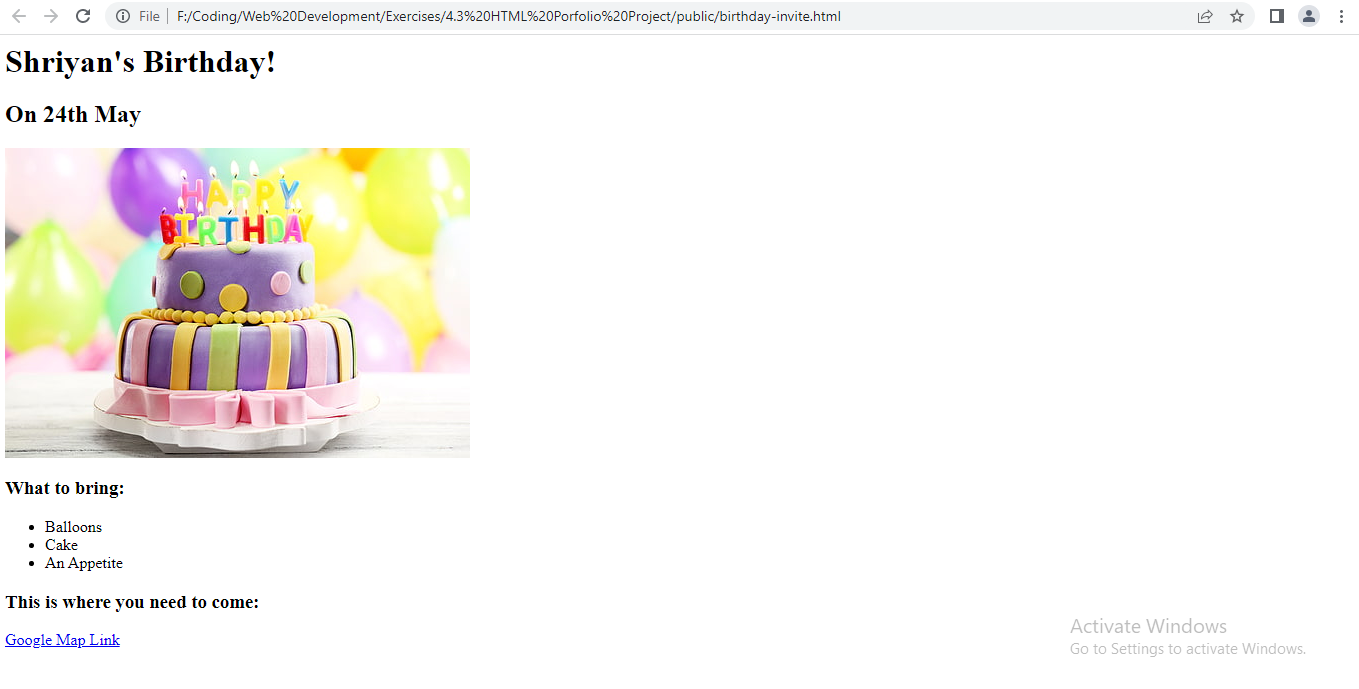 File
F:/Coding/Web%20Development/Exercises/4.3%20HTML%20Porfolio%20Project/public/birthday-invite.html
Shriyan's Birthday!
On 24th May
HAPPY
BIRTHDAY
What to bring:
Balloons
Cake
An Appetite
This is where you need to come:
Google Map Link
Activate Windows
Go to Settings to activate Windows.